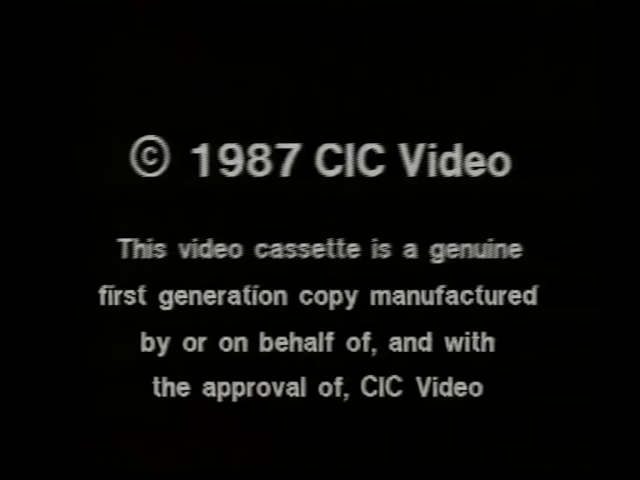 © 1987 CIC Video
This video cassette is a genuine
first generation copy manufactured
by or on behalf of, and with
the approval of, CIC Video